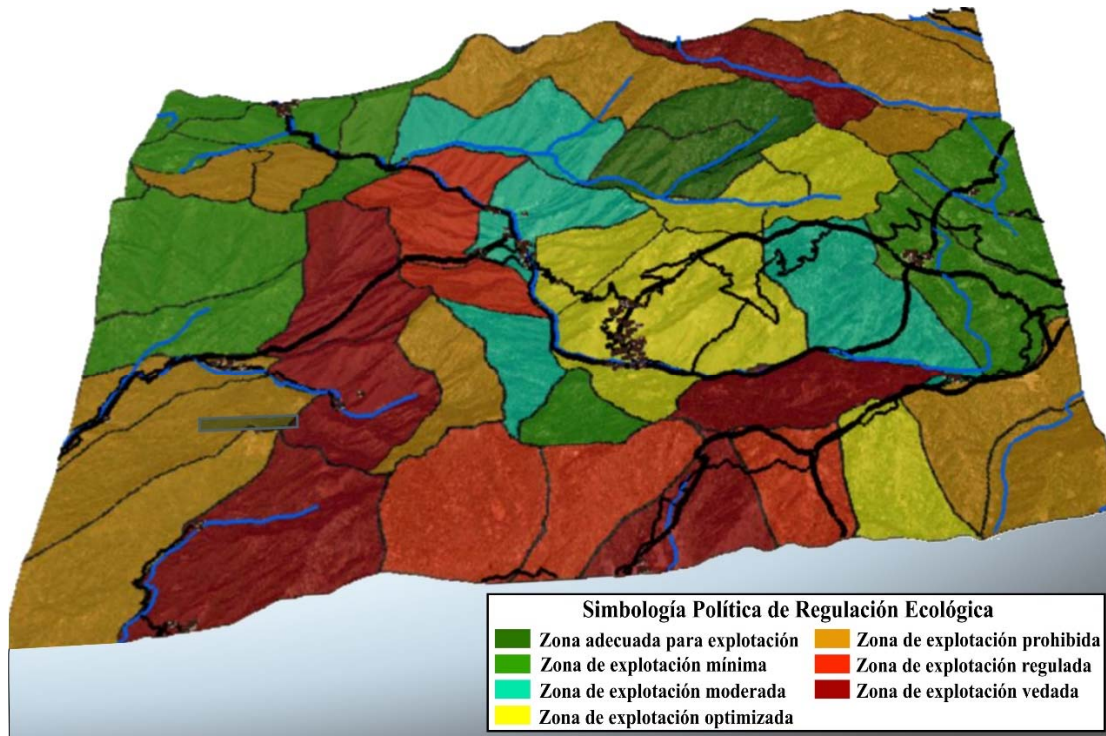 Simbología Política de Regulación Ecológica
Zona adecuada para explotación
Zona de explotación mínima
Zona de explotación moderada
Zona de explotación optimizada
Zona de explotación prohibida
Zona de explotación regulada
Zona de explotación vedada